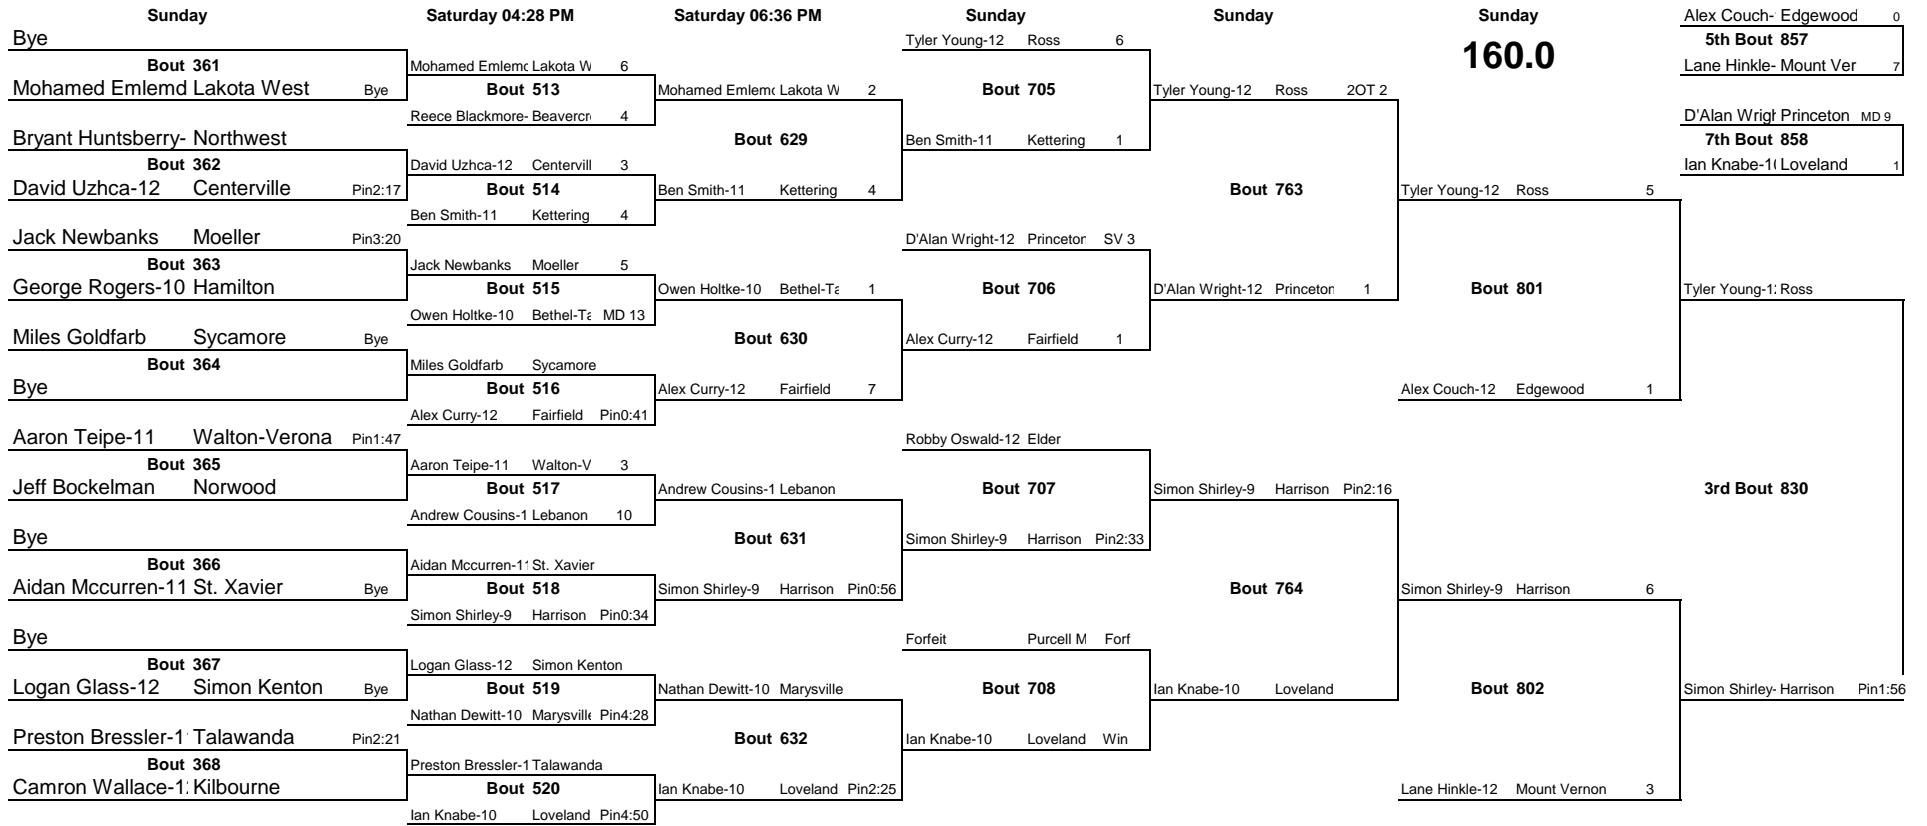 Sunday
Saturday 04:28 PM
Saturday 06:36 PM
Sunday
Sunday
Sunday
160.0
Bye
Bout 361
Mohamed Emlemd Lakota West Bye
Bryant Huntsberry- Northwest
Bout 362
David Uzhca-12 Centerville Pin2:17
Jack Newbanks Moeller Pin3:20
Bout 363
George Rogers-10 Hamilton
Miles Goldfarb Sycamore Bye
Bout 364
Bye
Aaron Teipe-11 Walton-Verona Pin1:47
Bout 365
Jeff Bockelman Norwood
Bye
Bout 366
Aidan Mccurren-11 St. Xavier Bye
Bye
Bout 367
Logan Glass-12 Simon Kenton Bye
Preston Bressler-1 Talawanda Pin2:21
Bout 368
Camron Wallace-1 Kilbourne
Mohamed Emlemd Lakota W 6
Bout 513
Reece Blackmore- Beavercr 4
David Uzhca-12 Centervill 3
Bout 514
Ben Smith-11 Kettering 4
Jack Newbanks Moeller 5
Bout 515
Owen Holtke-10 Bethel-Ta MD 13
Miles Goldfarb Sycamore
Bout 516
Alex Curry-12 Fairfield Pin0:41
Aaron Teipe-11 Walton-V 3
Bout 517
Andrew Cousins-1 Lebanon 10
Aidan Mccurren-11 St. Xavier
Bout 518
Simon Shirley-9 Harrison Pin0:34
Logan Glass-12 Simon Kenton
Bout 519
Nathan Dewitt-10 Marysville Pin4:28
Preston Bressler-1 Talawanda
Bout 520
Ian Knabe-10 Loveland Pin4:50
Mohamed Emlemd Lakota W 2
Bout 629
Ben Smith-11 Kettering 4
Owen Holtke-10 Bethel-Ta 1
Bout 630
Alex Curry-12 Fairfield 7
Andrew Cousins-1 Lebanon
Bout 631
Simon Shirley-9 Harrison Pin0:56
Nathan Dewitt-10 Marysville
Bout 632
Ian Knabe-10 Loveland Pin2:25
Tyler Young-12 Ross 6
Bout 705
Ben Smith-11 Kettering 1
D'Alan Wright-12 Princeton SV 3
Bout 706
Alex Curry-12 Fairfield 1
Robby Oswald-12 Elder
Bout 707
Simon Shirley-9 Harrison Pin2:33
Forfeit Purcell M Forf
Bout 708
Ian Knabe-10 Loveland Win
Tyler Young-12 Ross 2OT 2
Bout 763
D'Alan Wright-12 Princeton 1
Simon Shirley-9 Harrison Pin2:16
Bout 764
Ian Knabe-10 Loveland
Tyler Young-12 Ross 5
Bout 801
Alex Couch-12 Edgewood 1
Simon Shirley-9 Harrison 6
Bout 802
Lane Hinkle-12 Mount Vernon 3
Alex Couch- Edgewood 0
5th Bout 857
Lane Hinkle- Mount Ver 7
D'Alan Wrigh Princeton MD 9
7th Bout 858
Ian Knabe-10 Loveland 1
Tyler Young-12 Ross
3rd Bout 830
Simon Shirley- Harrison Pin1:56